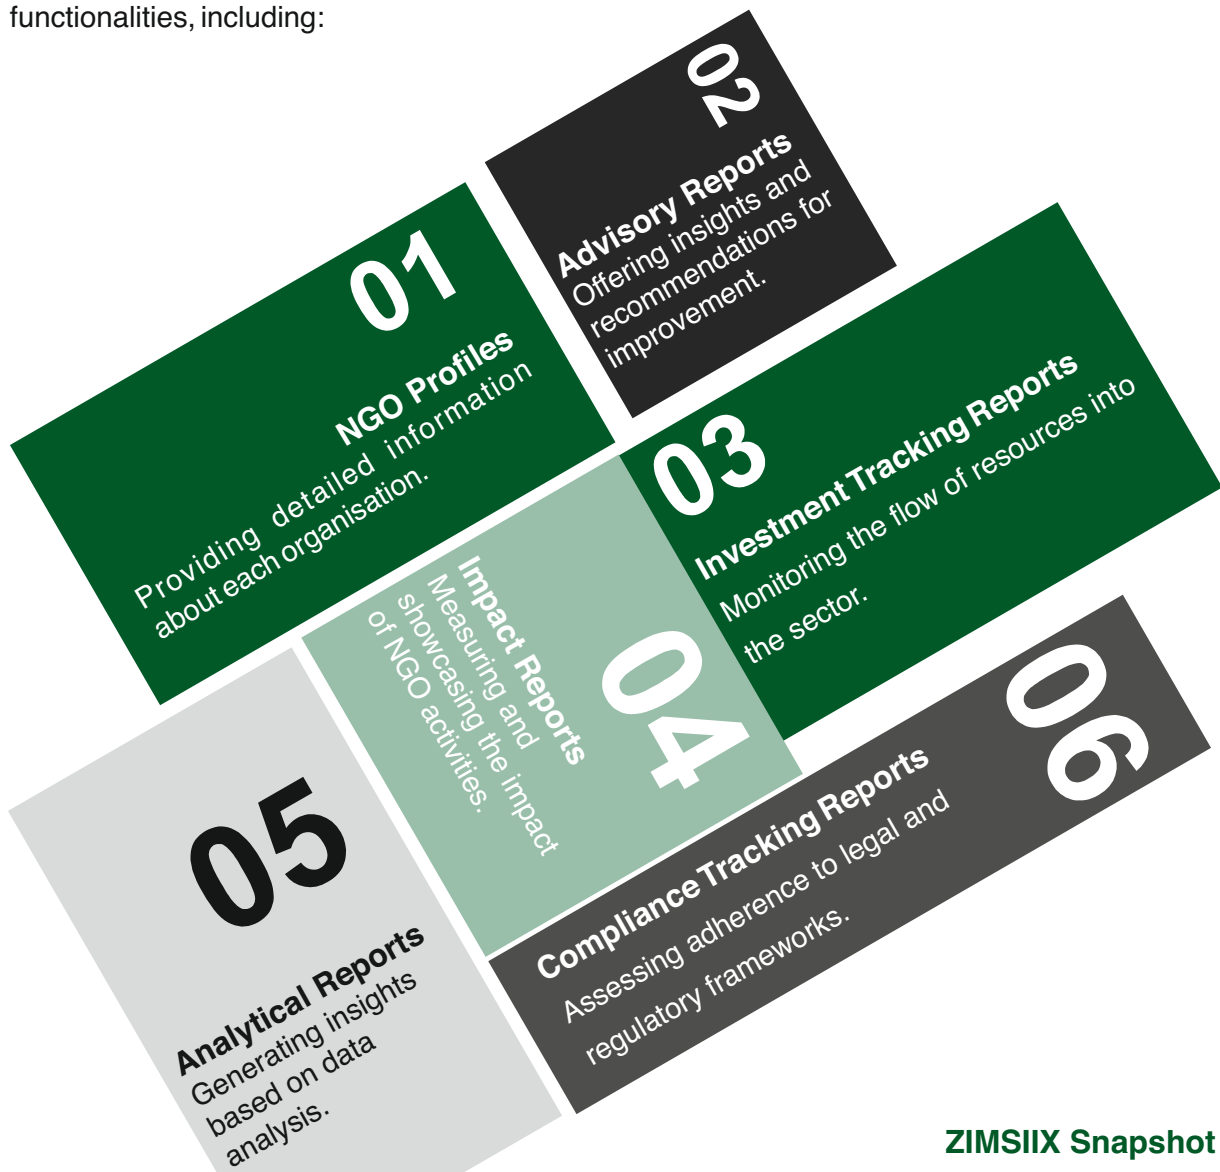 functionalities, including:
01
NGO Profiles
Providing detailed information
about each organisation.
02
Advisory Reports
Offering insights and
recommendations for
improvement.
03
Investment Tracking Reports
Monitoring the flow of resources into
the sector.
04
Impact Reports
Measuring and
showcasing the impact
of NGO activities.
05
Analytical Reports
Generating insights
based on data
analysis.
06
Compliance Tracking Reports
Assessing adherence to legal and
regulatory frameworks.
ZIMSIIX Snapshot